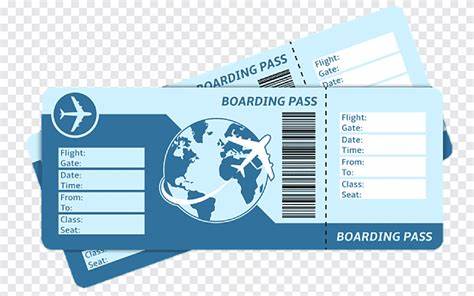 BOARDING PASS
Flight:
Gate:
Date:
BOARDING PASS
Flight:
Gate:
Date:
Time:
From:
To:
Class:
Seat:
Flight:
Gate:
Date:
Time:
From:
To:
Class:
Seat:
BOARDING PASS